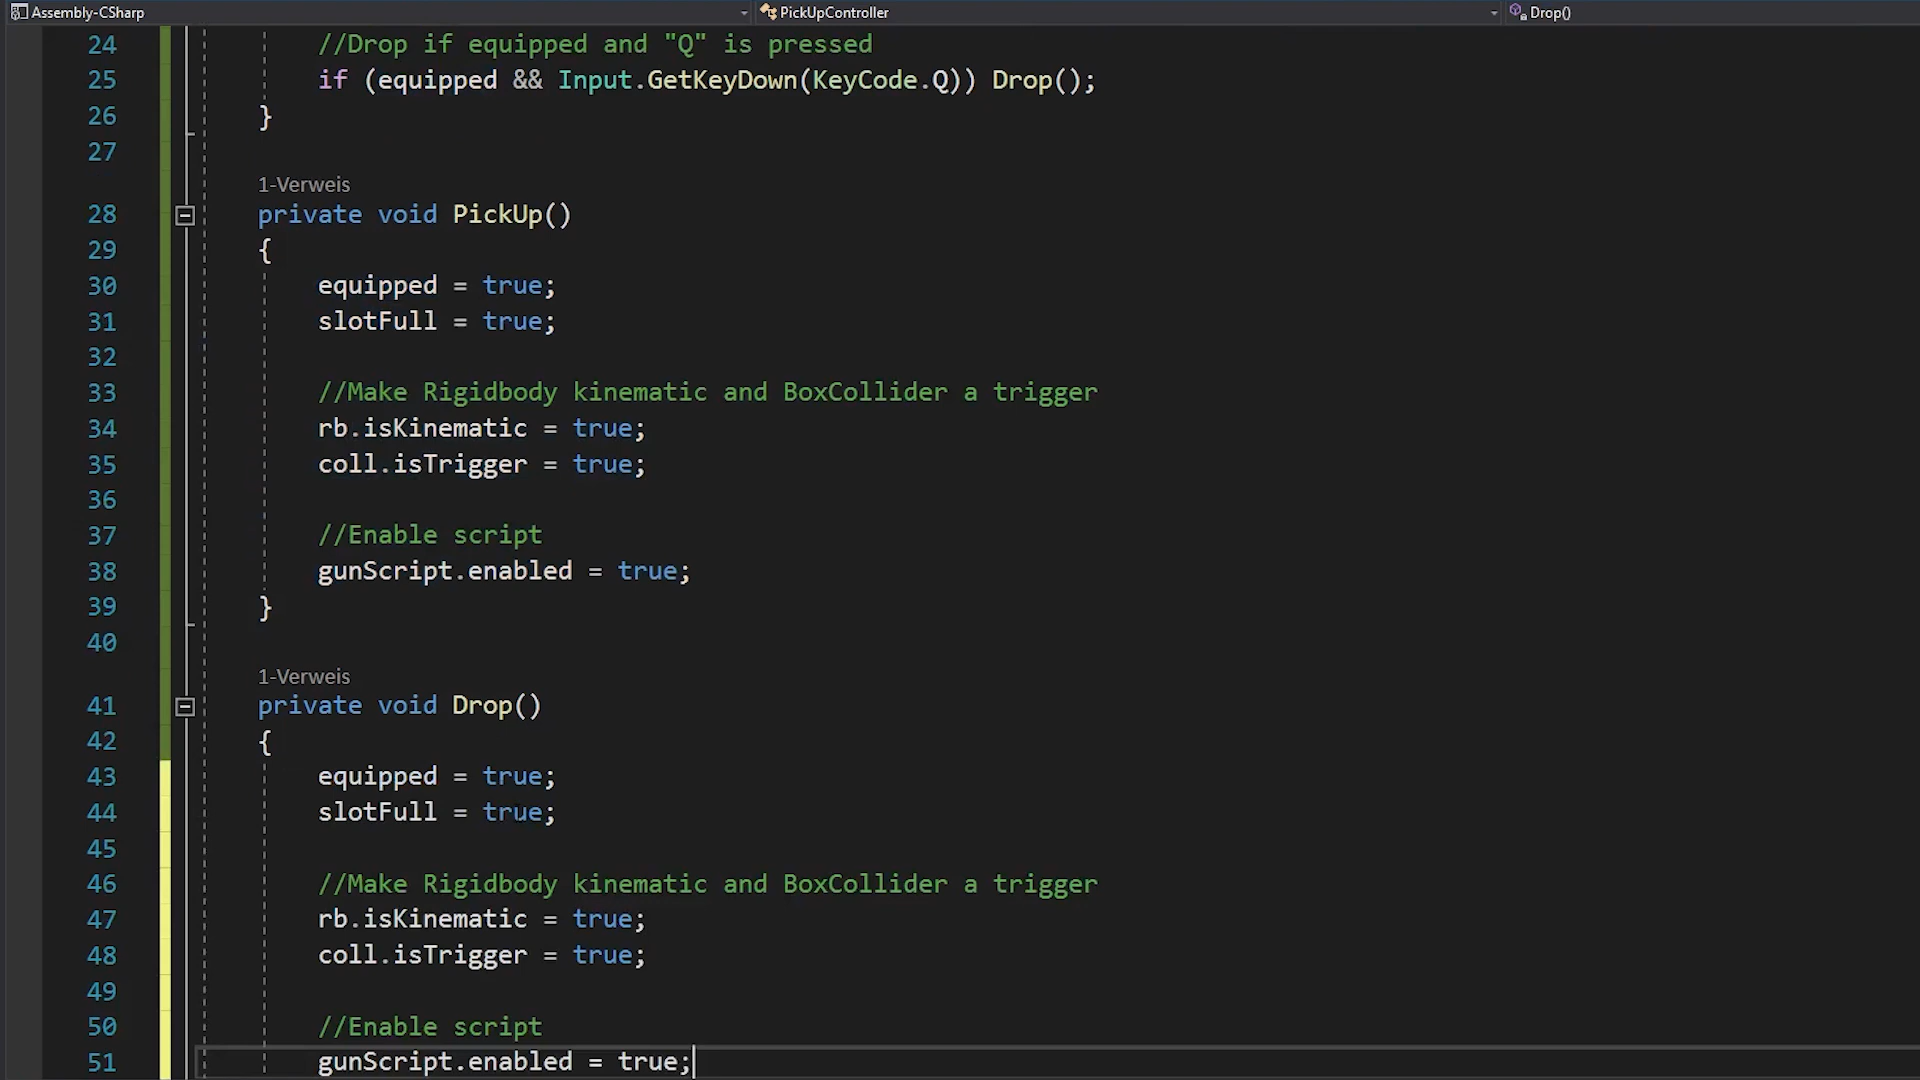 Assembly-CSharp PickUpController Drop()
24 //Drop if equipped and "Q" is pressed
25 if (equipped && Input.GetKeyDown(KeyCode.Q)) Drop();
26 }
27
1-Verweis
28 private void PickUp()
29 {
30 equipped = true;
31 slotFull = true;
32
33 //Make Rigidbody kinematic and BoxCollider a trigger
34 rb.isKinematic = true;
35 coll.isTrigger = true;
36
37 //Enable script
38 gunScript.enabled = true;
39 }
40
1-Verweis
41 private void Drop()
42 {
43 equipped = true;
44 slotFull = true;
45
46 //Make Rigidbody kinematic and BoxCollider a trigger
47 rb.isKinematic = true;
48 coll.isTrigger = true;
49
50 //Enable script
51 gunScript.enabled = true;